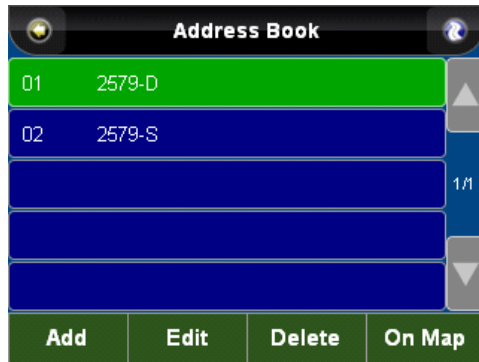 Address Book
01 2579-D
02 2579-S
1/1
Add Edit Delete On Map